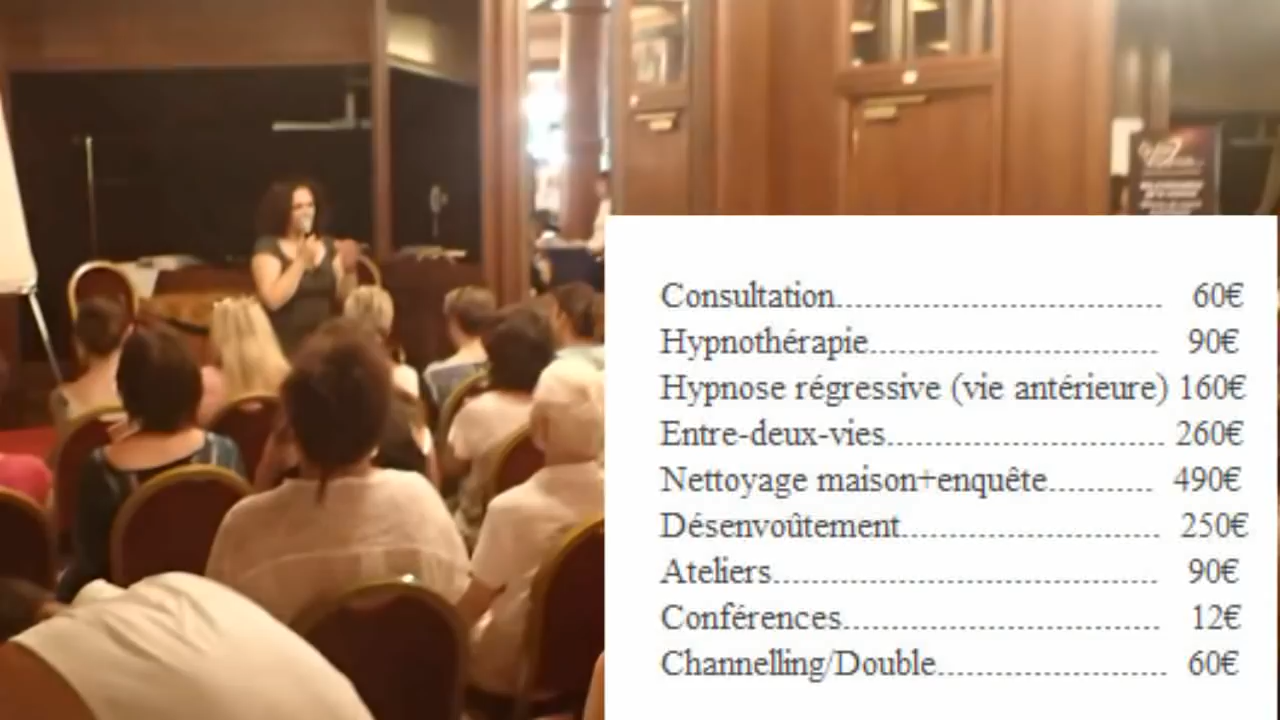 Consultation.................................... 60€
Hypnothérapie................................ 90€
Hypnose régressive (vie antérieure) 160€
Entre-deux-vies............................... 260€
Nettoyage maison+enquête............ 490€
Désenvoûtement............................. 250€
Ateliers........................................... 90€
Conférences.................................... 12€
Channelling/Double......................... 60€